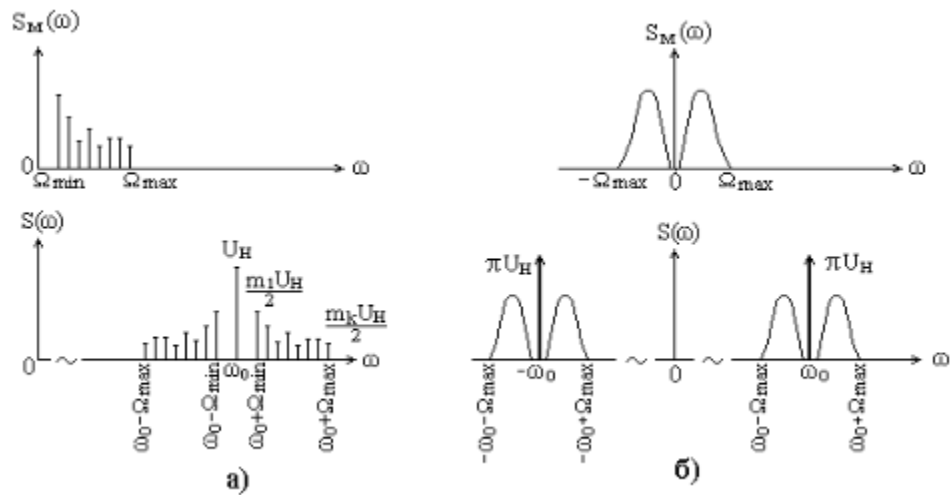 S_M(ω)
0
Ω_min
Ω_max
ω
S(ω)
U_H
m_1U_H
2
m_kU_H
2
0
~
ω
ω_0-Ω_max
ω_0-Ω_min
ω_0
ω_0+Ω_min
ω_0+Ω_max
а)
S_M(ω)
-Ω_max
0
Ω_max
ω
S(ω)
πU_H
πU_H
-ω_0
~
0
~
ω_0
ω
-ω_0-Ω_max
-ω_0+Ω_max
ω_0-Ω_max
ω_0+Ω_max
б)